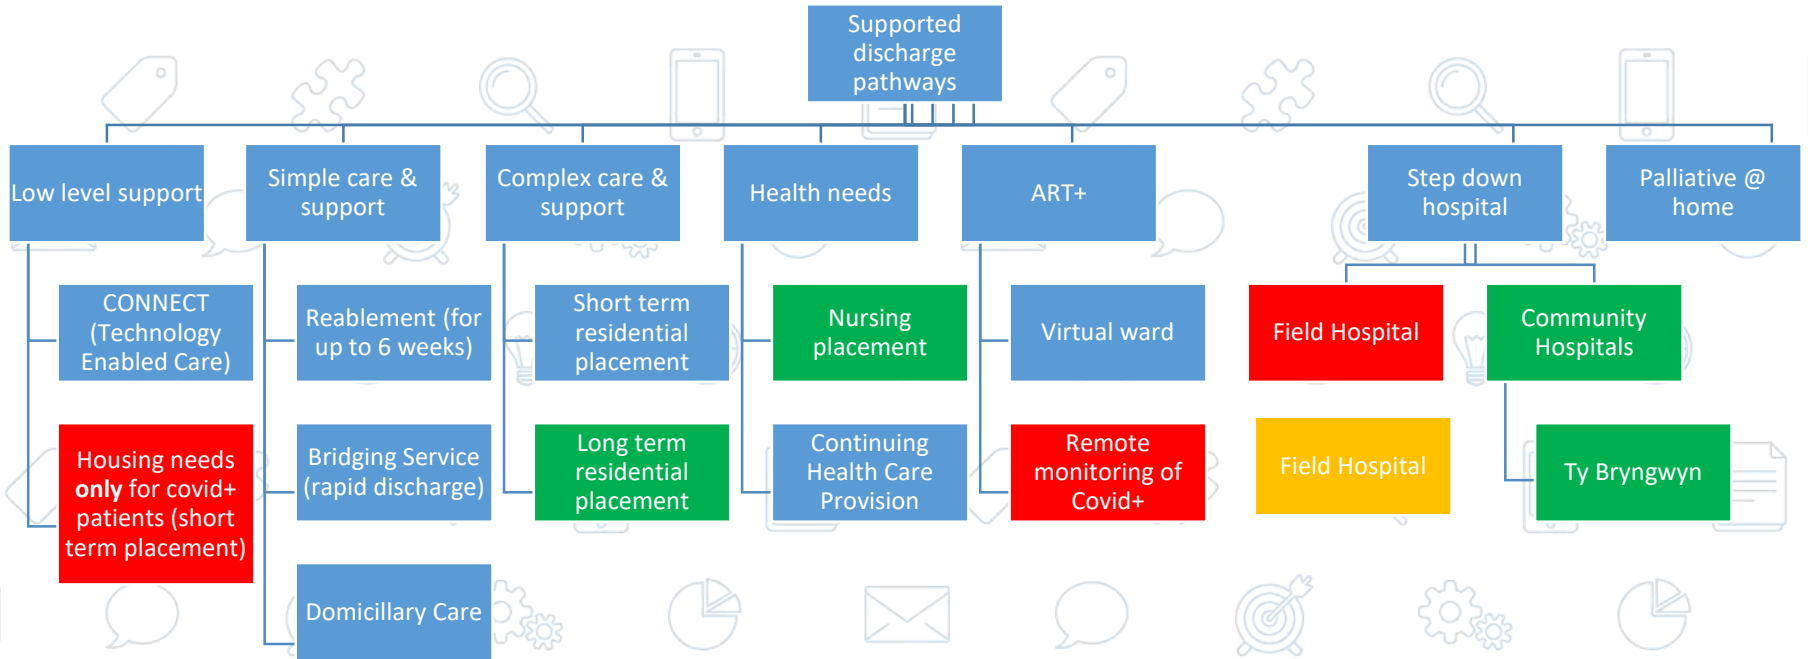 Supported
discharge
pathways
Low level support
Simple care &
support
Complex care &
support
Health needs
ART+
Step down
hospital
Palliative @
home
CONNECT
(Technology
Enabled Care)
Reablement (for
up to 6 weeks)
Short term
residential
placement
Nursing
placement
Virtual ward
Field Hospital
Community
Hospitals
Housing needs
only for covid+
patients (short
term placement)
Bridging Service
(rapid discharge)
Long term
residential
placement
Continuing
Health Care
Provision
Remote
monitoring of
Covid+
Field Hospital
Ty Bryngwyn
Domicillary Care